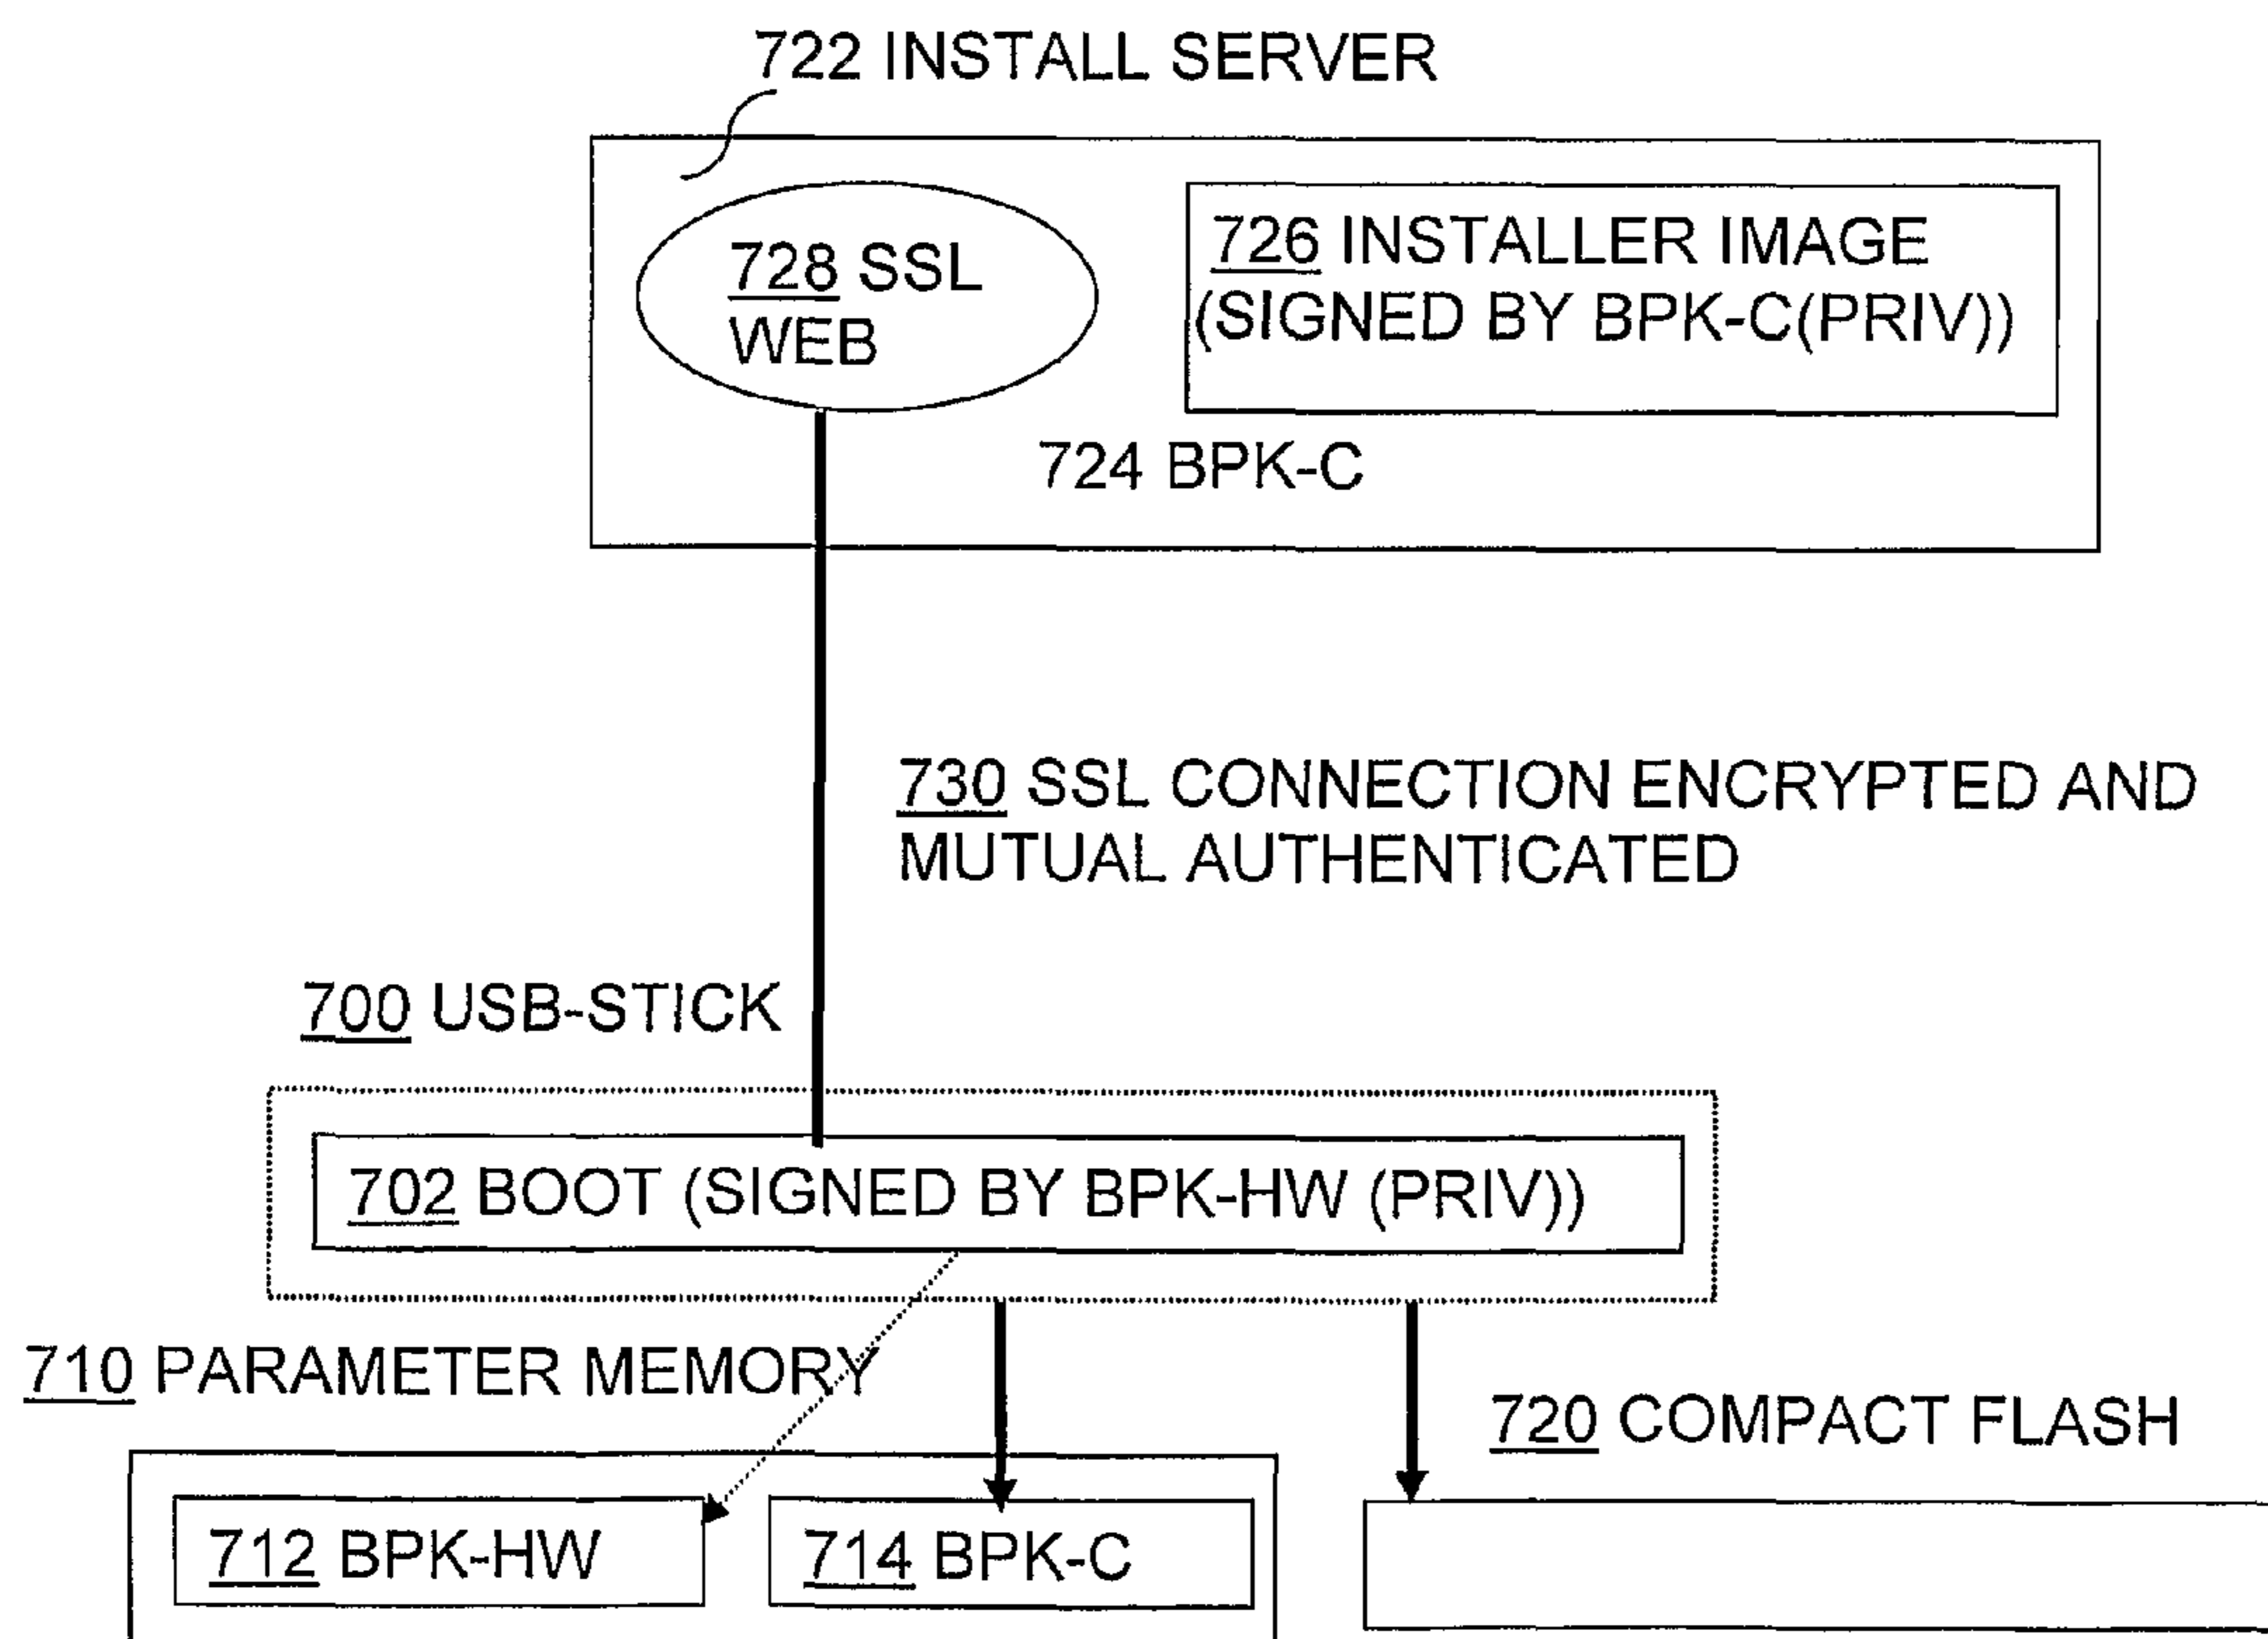 722 INSTALL SERVER
728 SSL
WEB
726 INSTALLER IMAGE
(SIGNED BY BPK-C(PRIV))
724 BPK-C
730 SSL CONNECTION ENCRYPTED AND
MUTUAL AUTHENTICATED
700 USB-STICK
702 BOOT (SIGNED BY BPK-HW (PRIV))
710 PARAMETER MEMORY
720 COMPACT FLASH
712 BPK-HW
714 BPK-C